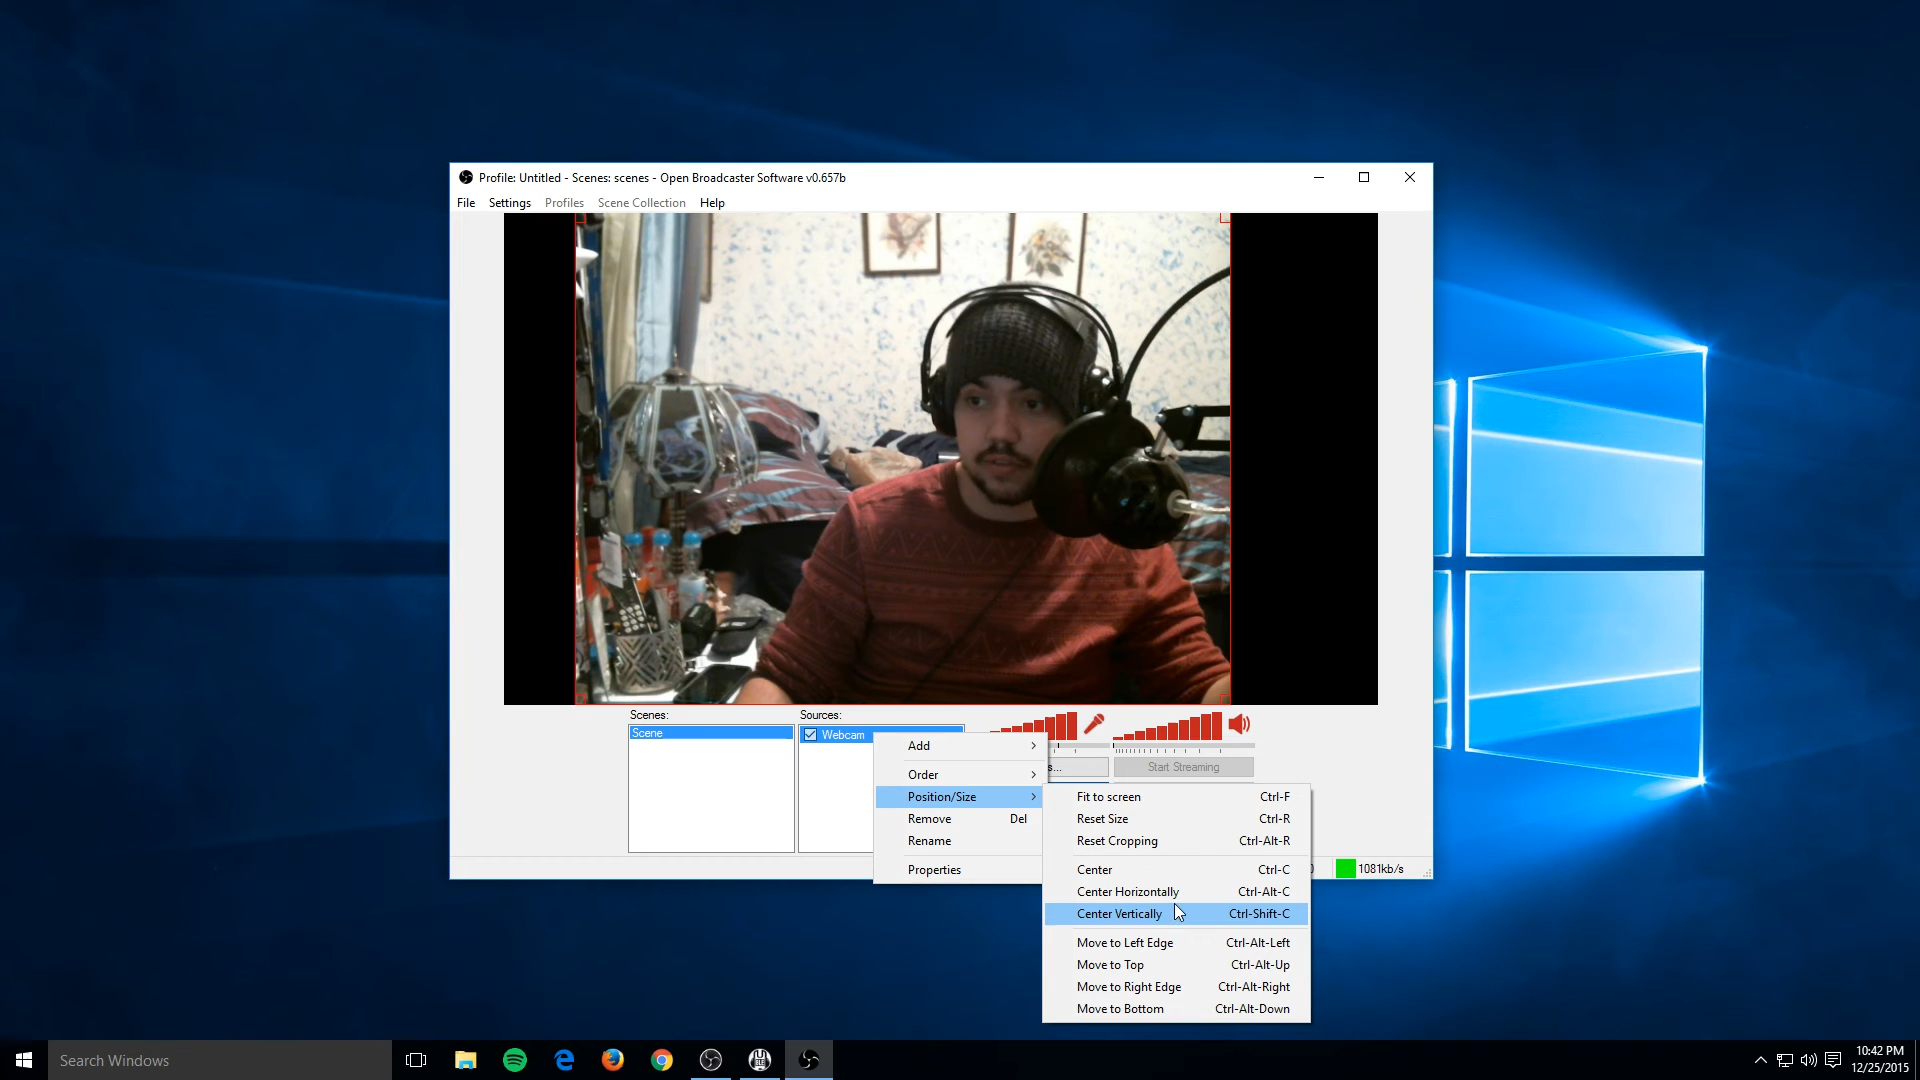 Profile: Untitled - Scenes: scenes - Open Broadcaster Software v0.657b
File Settings Profiles Scene Collection Help
Scenes:
Scene
Sources:
Webcam
Start Streaming
Add
Order
Position/Size
Remove Del
Rename
Properties
Fit to screen Ctrl-F
Reset Size Ctrl-R
Reset Cropping Ctrl-Alt-R
Center Ctrl-C
Center Horizontally Ctrl-Alt-C
Center Vertically Ctrl-Shift-C
Move to Left Edge Ctrl-Alt-Left
Move to Top Ctrl-Alt-Up
Move to Right Edge Ctrl-Alt-Right
Move to Bottom Ctrl-Alt-Down
1081kb/s
Search Windows
10:42 PM
12/25/2015